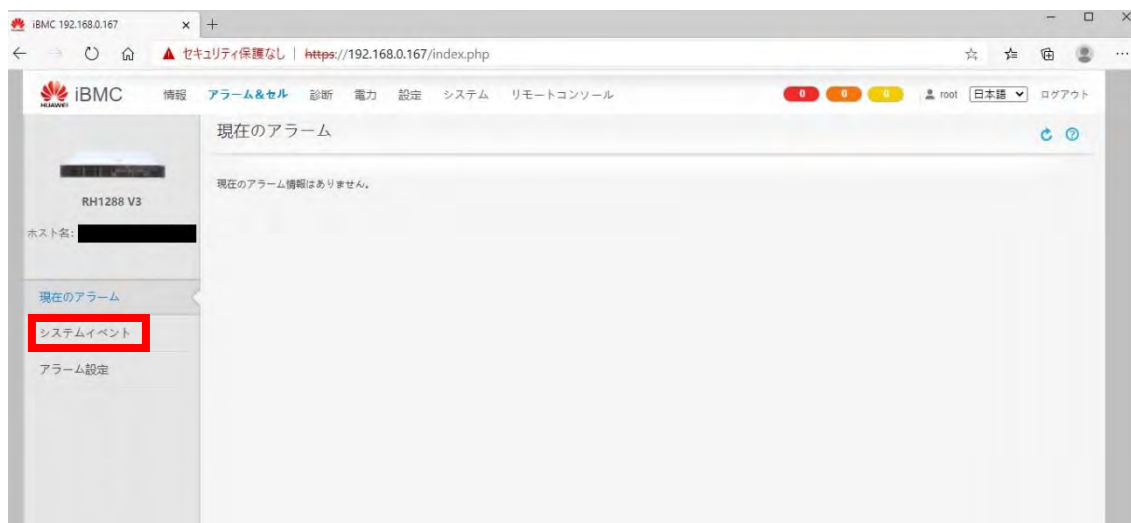 iBMC 192.168.0.167
セキュリティ保護なし | https://192.168.0.167/index.php
HUAWEI
iBMC 情報 アラーム&セル 診断 電力 設定 システム リモートコンソール 0 0 0 root 日本語 ログアウト
現在のアラーム
現在のアラーム情報はありません。
RH1288 V3
ホスト名:
現在のアラーム
システムイベント
アラーム設定